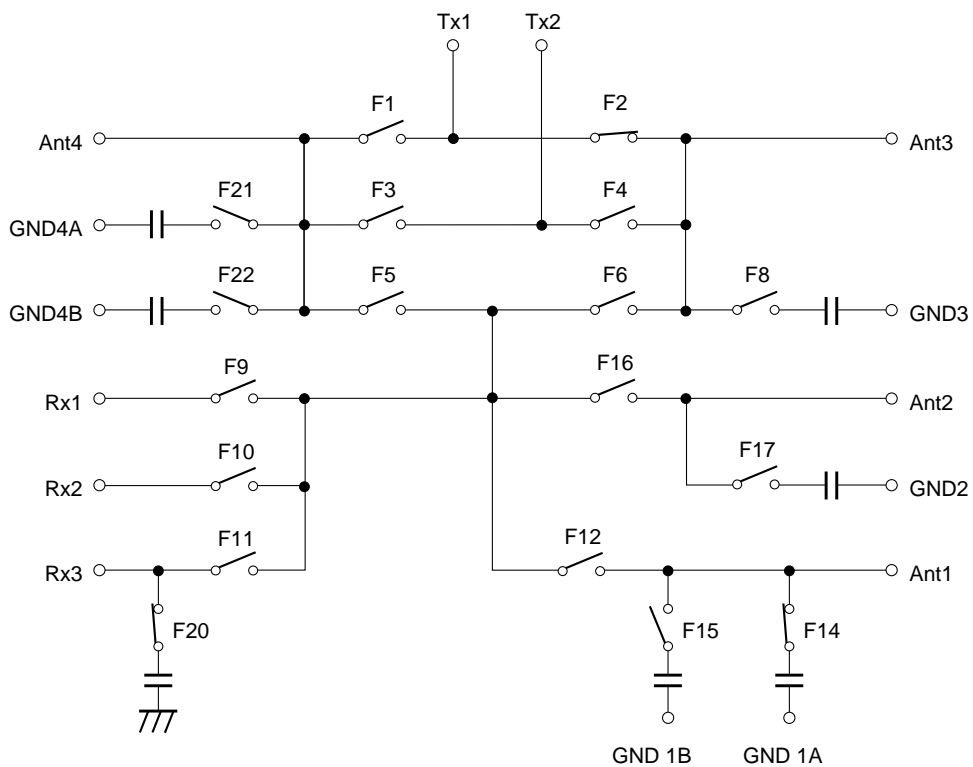 Tx1 Tx2
F1 F2
Ant4 Ant3
F21 F3 F4
GND4A
F22 F5 F6 F8
GND4B GND3
F9 F16
Rx1 Ant2
F10 F17
Rx2 GND2
F11 F12
Rx3 Ant1
F20 F15 F14
GND 1B GND 1A